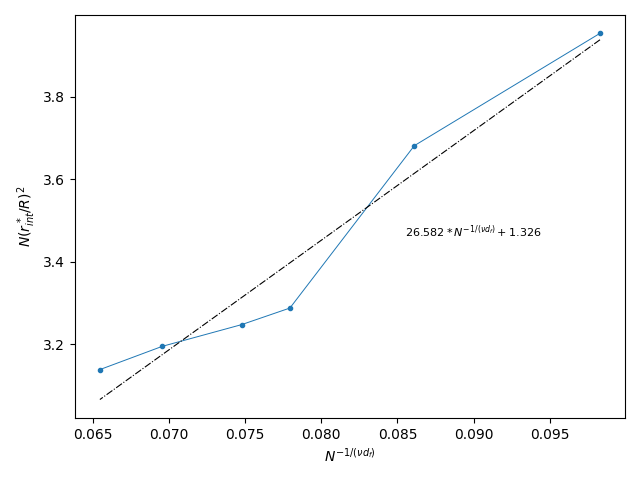 3.8
3.6
3.4
3.2
N(r*int/R)²
26.582 * N^{-1/(νd_f)} + 1.326
0.065 0.070 0.075 0.080 0.085 0.090 0.095
N^{-1/(νd_f)}